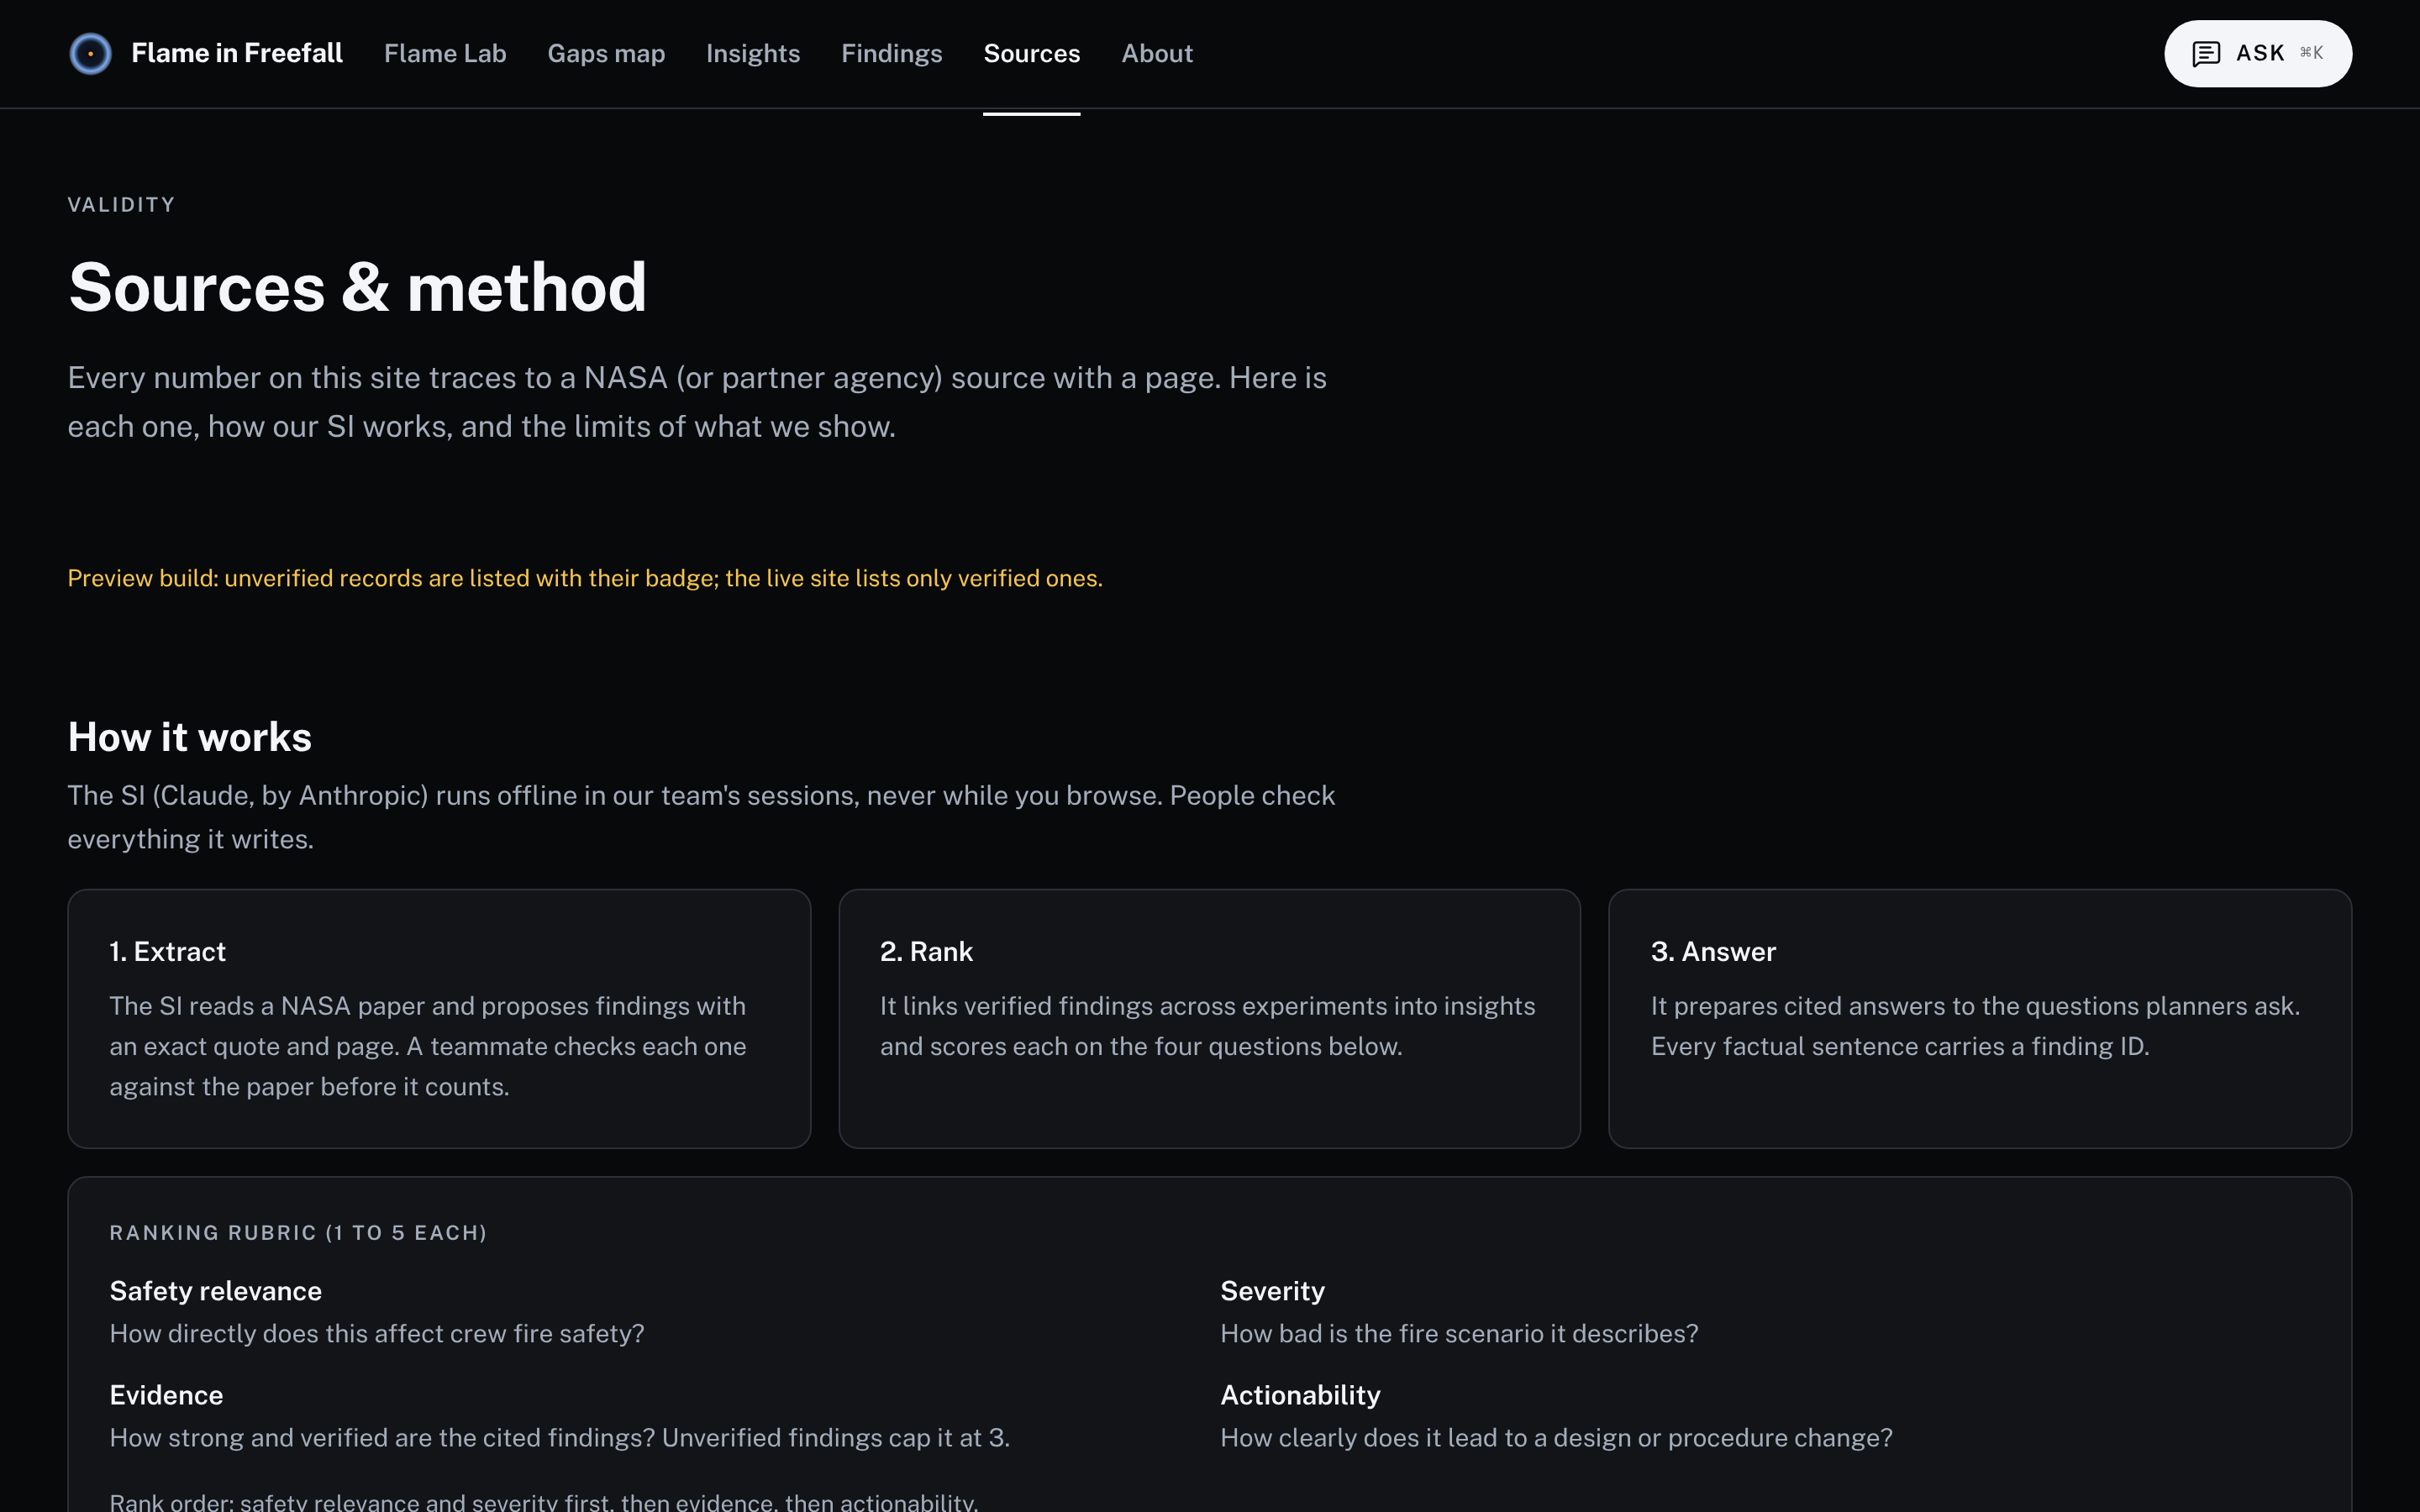 Flame in Freefall Flame Lab Gaps map Insights Findings Sources About ASK ⌘K
VALIDITY
Sources & method
Every number on this site traces to a NASA (or partner agency) source with a page. Here is
each one, how our SI works, and the limits of what we show.
Preview build: unverified records are listed with their badge; the live site lists only verified ones.
How it works
The SI (Claude, by Anthropic) runs offline in our team's sessions, never while you browse. People check
everything it writes.
1. Extract
The SI reads a NASA paper and proposes findings with
an exact quote and page. A teammate checks each one
against the paper before it counts.
2. Rank
It links verified findings across experiments into insights
and scores each on the four questions below.
3. Answer
It prepares cited answers to the questions planners ask.
Every factual sentence carries a finding ID.
RANKING RUBRIC (1 TO 5 EACH)
Safety relevance
How directly does this affect crew fire safety?
Severity
How bad is the fire scenario it describes?
Evidence
How strong and verified are the cited findings? Unverified findings cap it at 3.
Actionability
How clearly does it lead to a design or procedure change?
Rank order: safety relevance and severity first, then evidence, then actionability.